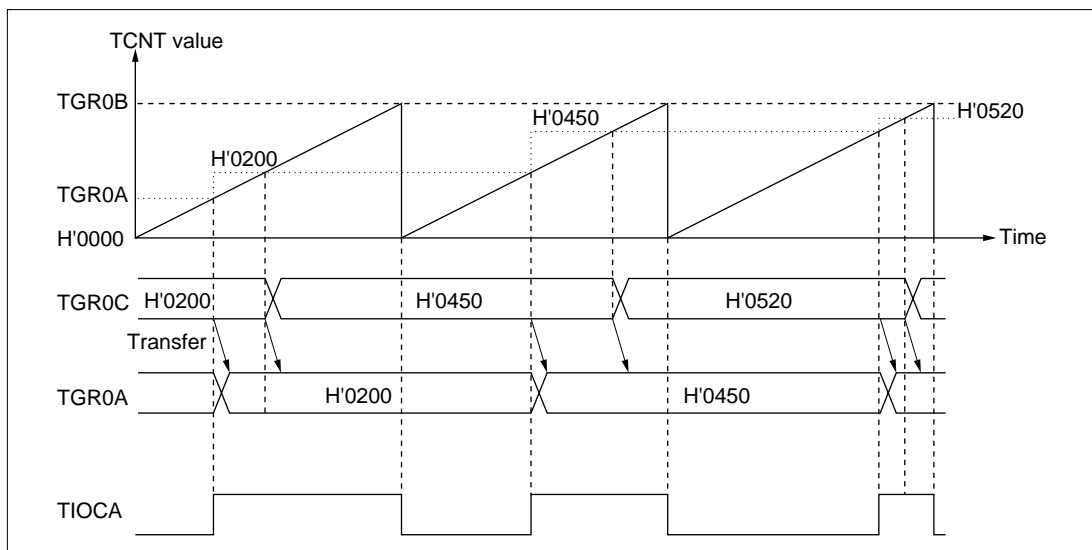 TCNT value
TGR0B
H'0450
H'0520
H'0200
TGR0A
H'0000
Time
TGR0C
H'0200
H'0450
H'0520
Transfer
TGR0A
H'0200
H'0450
TIOCA